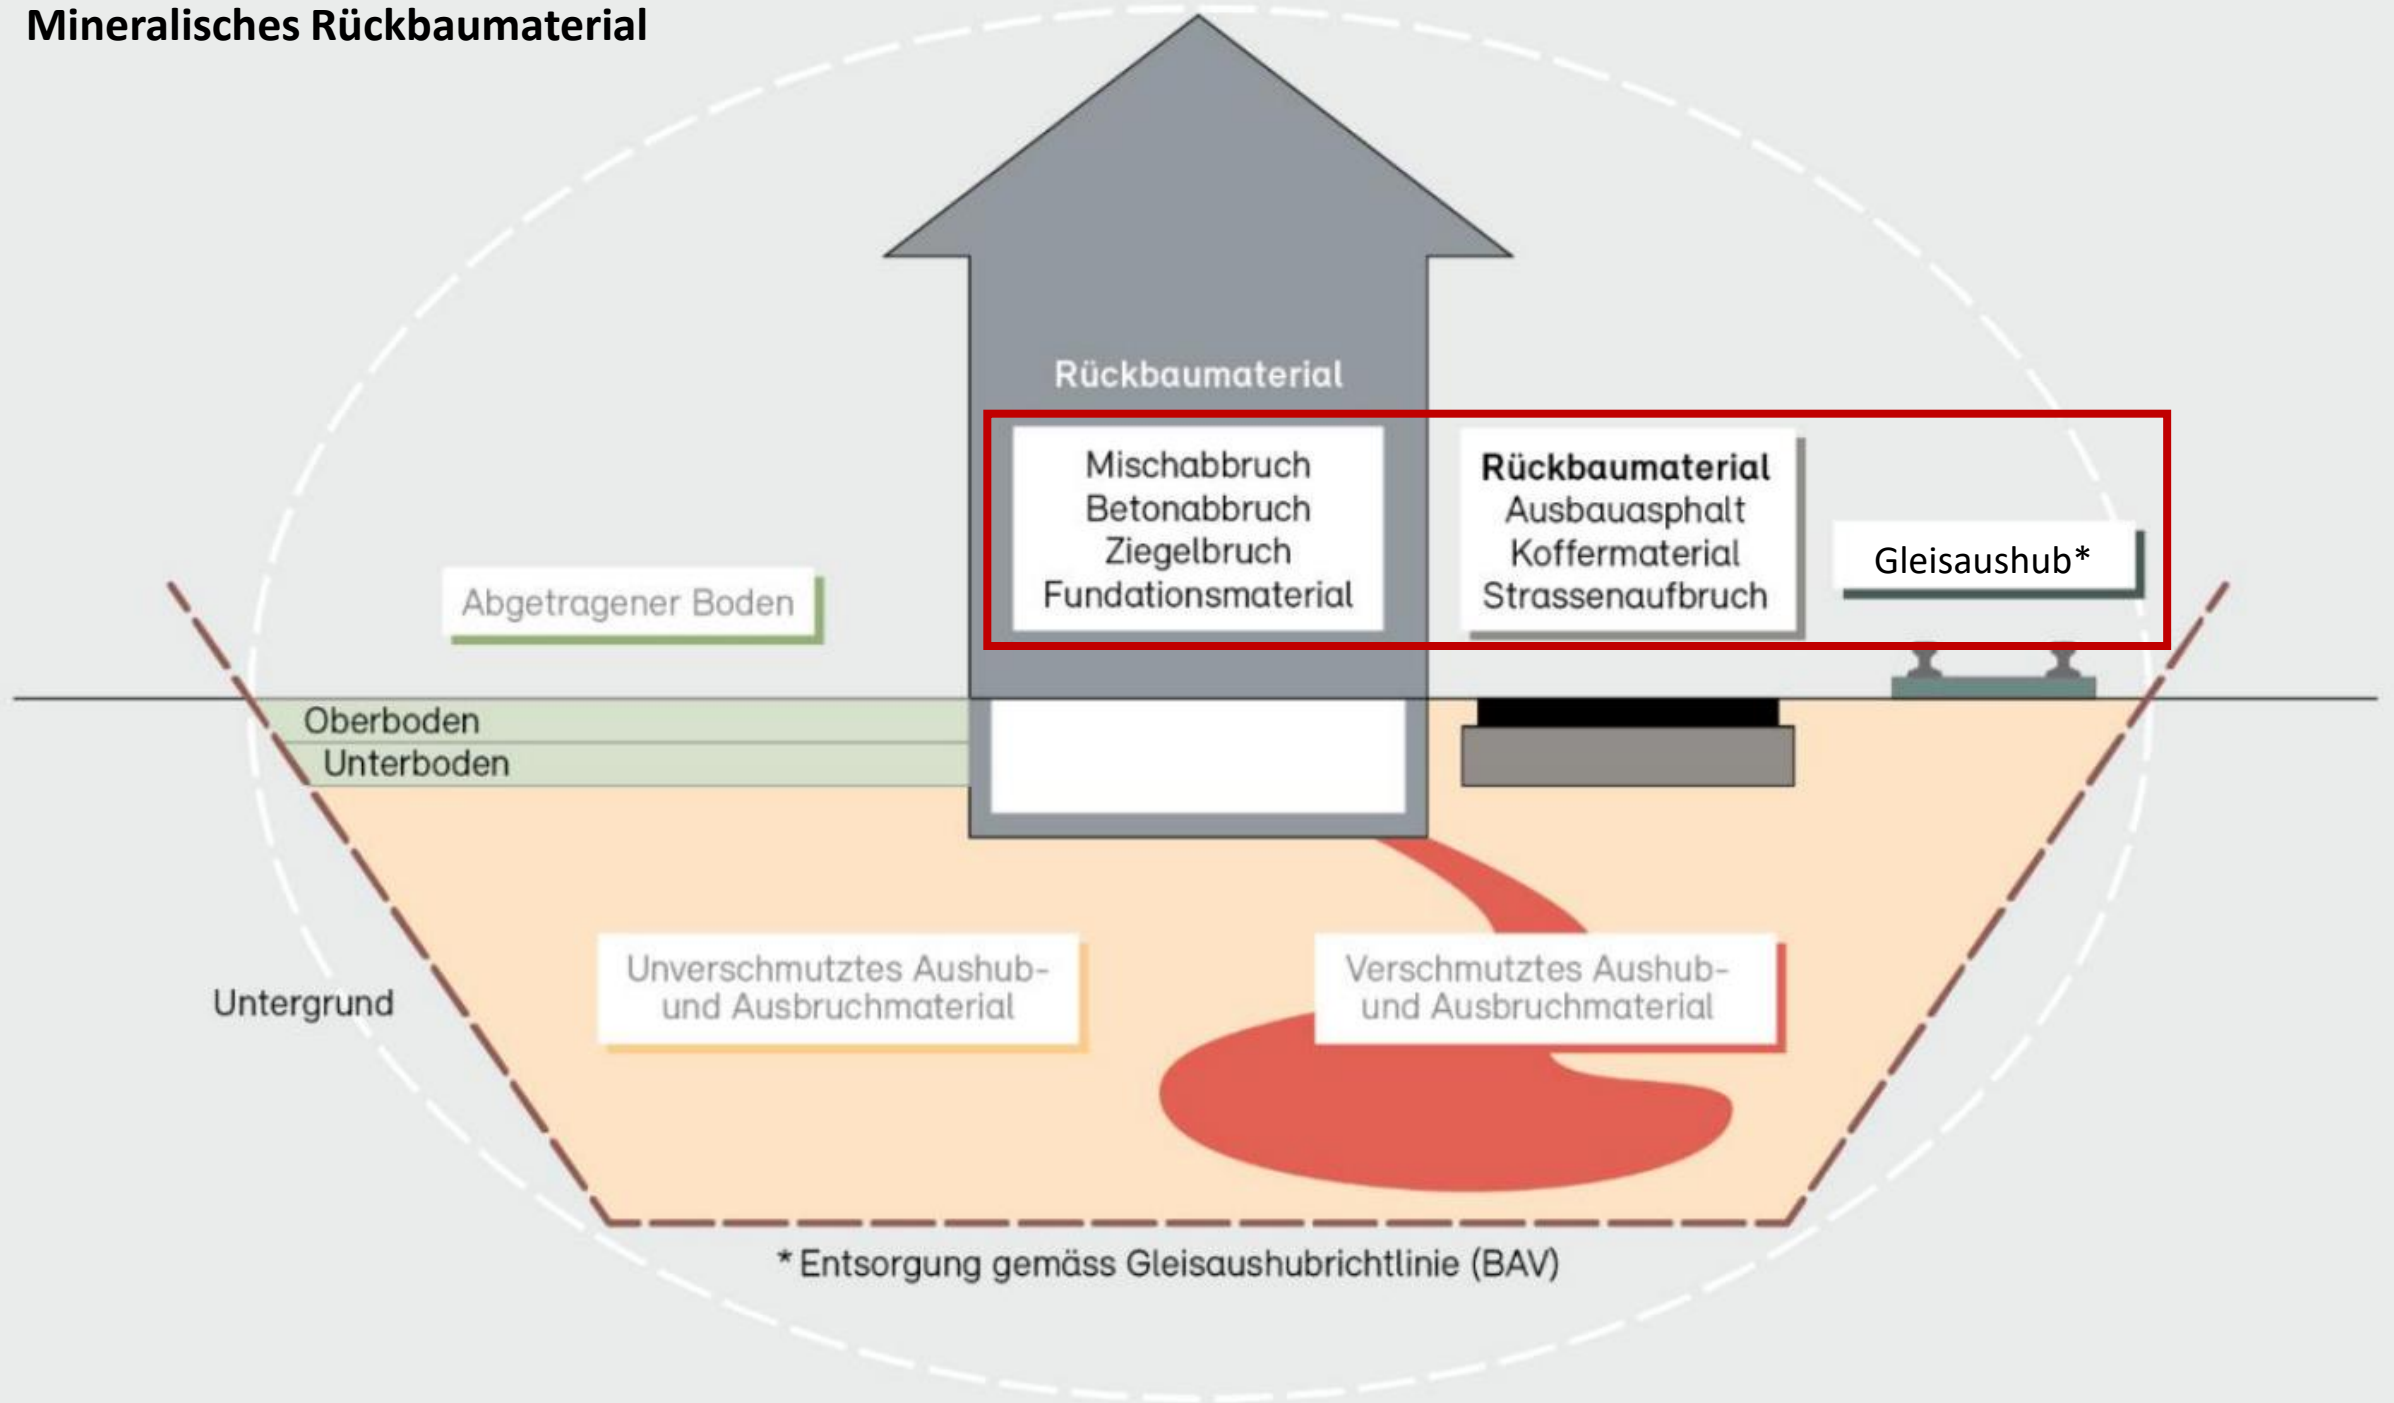 Mineralisches Rückbaumaterial
Rückbaumaterial
Mischabbruch
Betonabbruch
Ziegelbruch
Fundationsmaterial
Rückbaumaterial
Ausbauasphalt
Koffermaterial
Strassenaufbruch
Gleisaushub*
Abgetragener Boden
Oberboden
Unterboden
Unverschmutztes Aushub-
und Ausbruchmaterial
Verschmutztes Aushub-
und Ausbruchmaterial
Untergrund
* Entsorgung gemäss Gleisaushubrichtlinie (BAV)